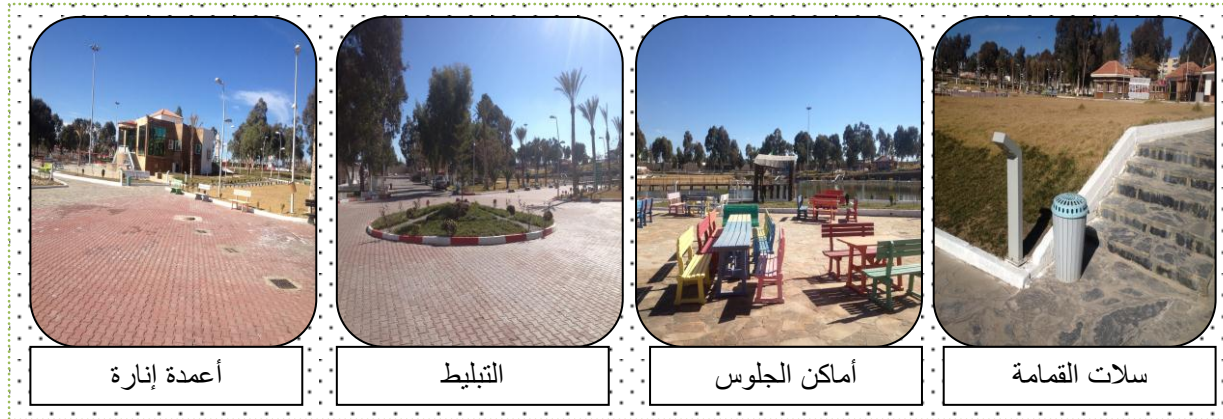 سلات القمامة
أماكن الجلوس
التبليط
أعمدة إنارة